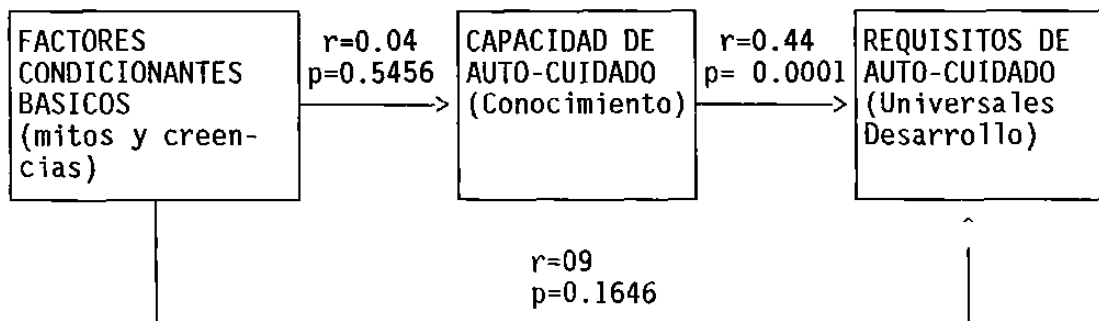 FACTORES
CONDICIONANTES
BASICOS
(mitos y creen-
cias)
r=0.04
p=0.5456
CAPACIDAD DE
AUTO-CUIDADO
(Conocimiento)
r=0.44
p= 0.0001
REQUISITOS DE
AUTO-CUIDADO
(Universales
Desarrollo)
r=09
p=0.1646